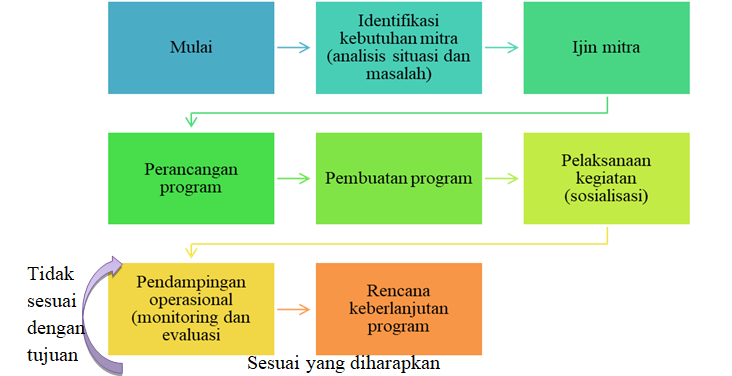 Mulai
Identifikasi
kebutuhan mitra
(analisis situasi dan
masalah)
Ijin mitra
Perancangan
program
Pembuatan program
Pelaksanaan
kegiatan
(sosialisasi)
Tidak
sesuai
dengan
tujuan
Pendampingan
operasional
(monitoring dan
evaluasi
Rencana
keberlanjutan
program
Sesuai yang diharapkan